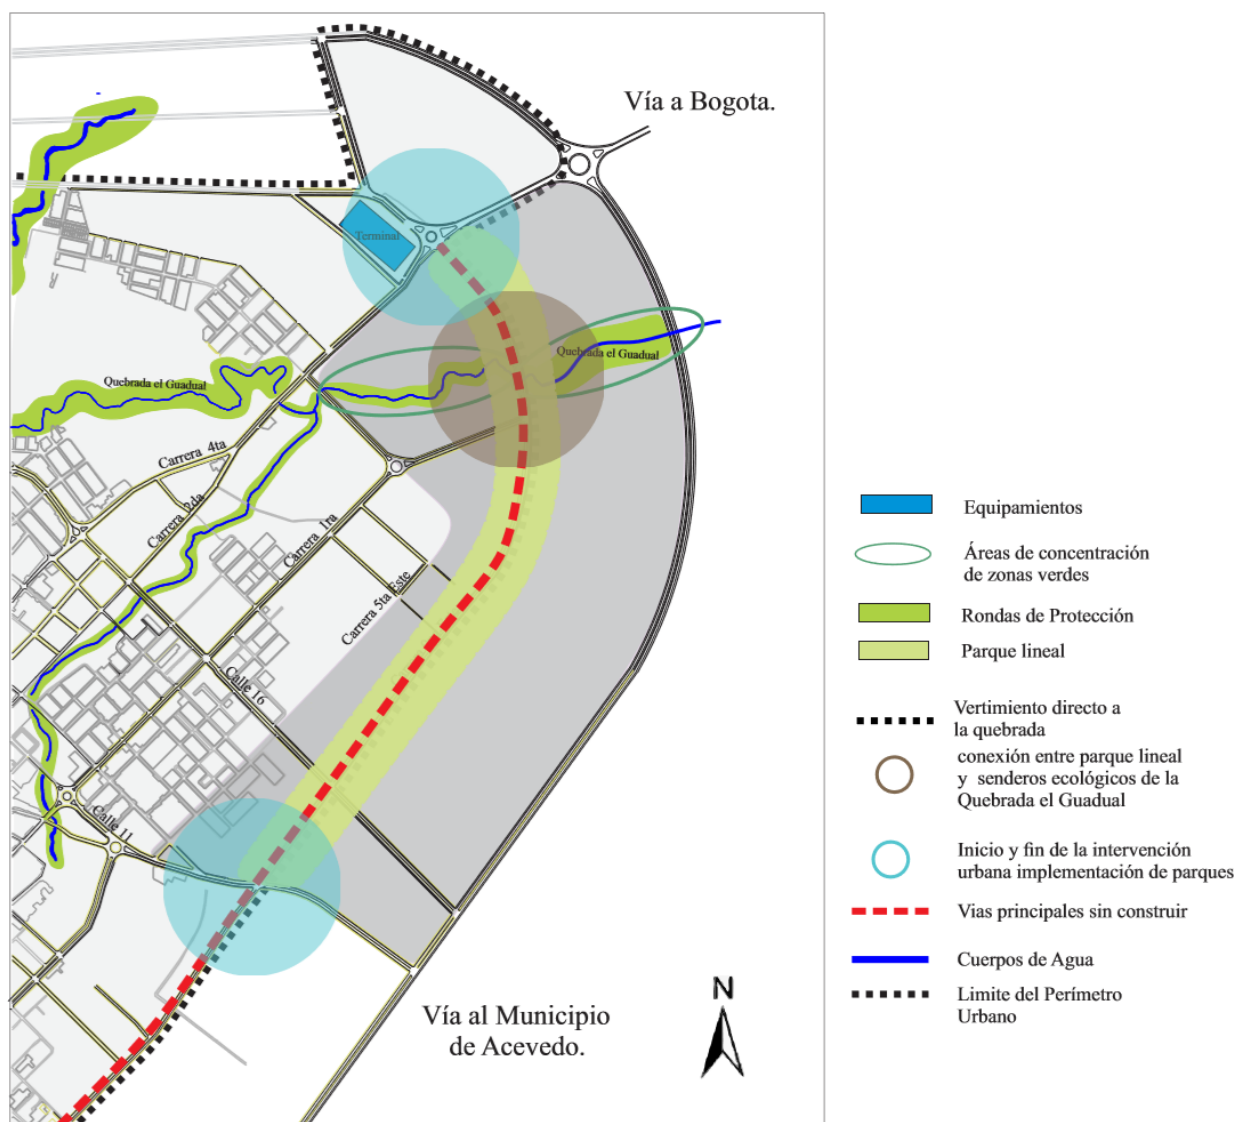 Vía a Bogota.
Terminal
Quebrada el Guadual
Quebrada el Guadual
Carrera 4ta
Carrera 2da
Carrera 1ra
Carrera 5ta Este
Calle 16
Calle 11
Vía al Municipio
de Acevedo.
N
Equipamientos
Áreas de concentración
de zonas verdes
Rondas de Protección
Parque lineal
Vertimiento directo a
la quebrada
conexión entre parque lineal
y senderos ecológicos de la
Quebrada el Guadual
Inicio y fin de la intervención
urbana implementación de parques
Vias principales sin construir
Cuerpos de Agua
Limite del Perímetro
Urbano